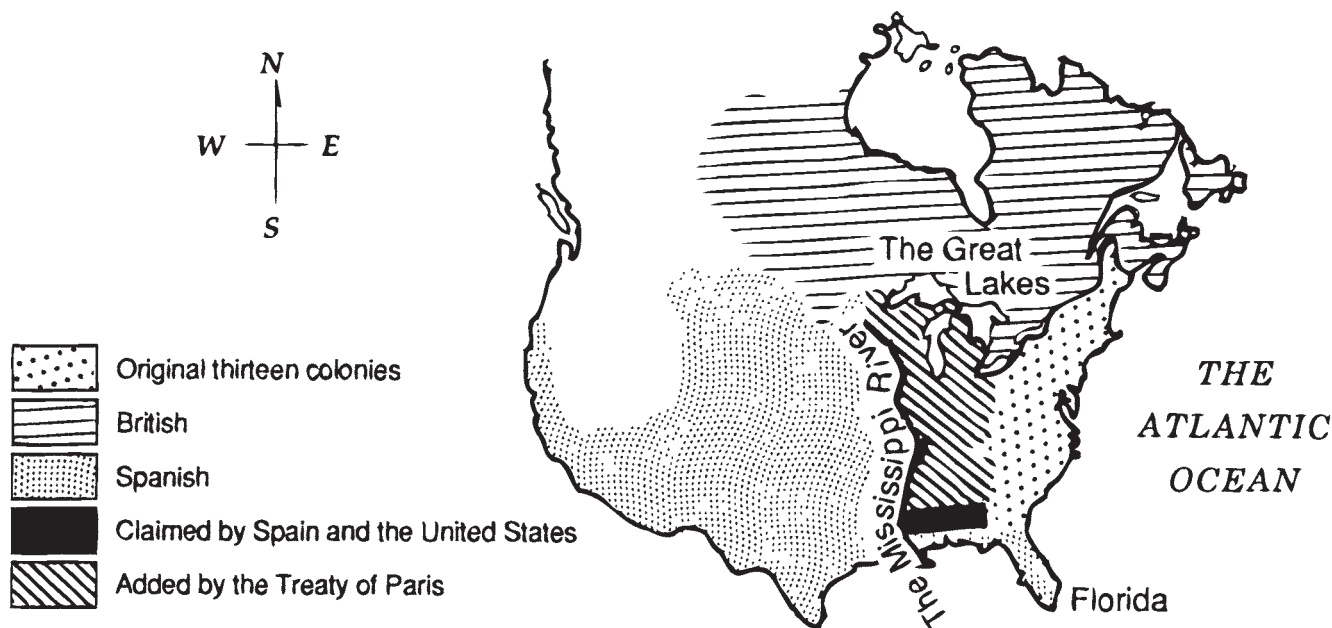 N
W E
S
Original thirteen colonies
British
Spanish
Claimed by Spain and the United States
Added by the Treaty of Paris
The Great
Lakes
The Mississippi River
THE
ATLANTIC
OCEAN
Florida